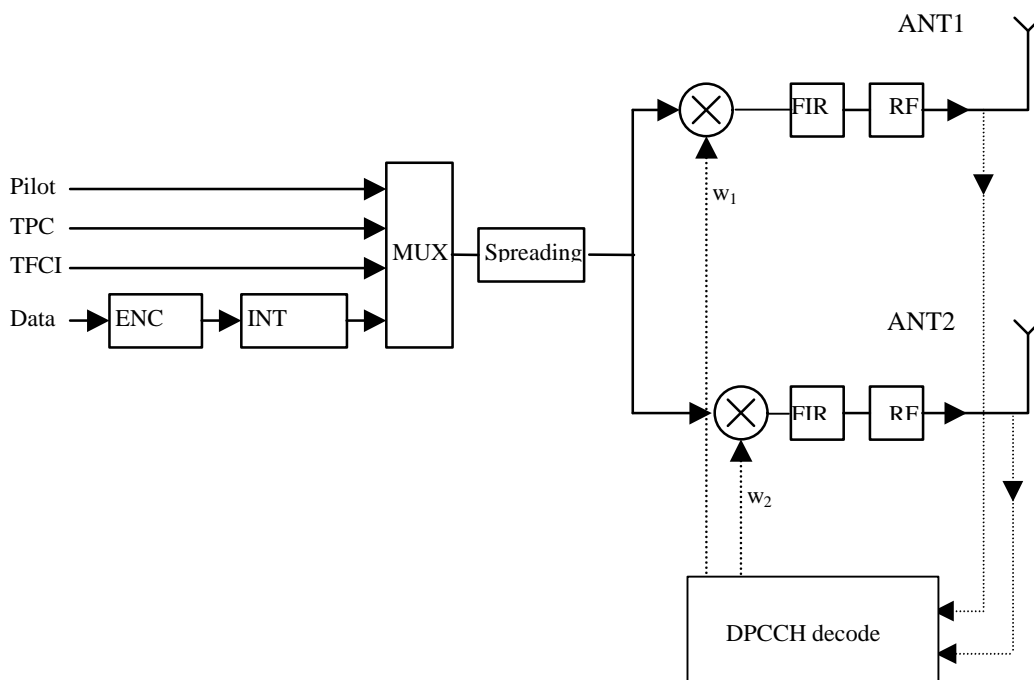 ANT1
FIR
RF
Pilot
w1
TPC
MUX
Spreading
TFCI
Data
ENC
INT
ANT2
FIR
RF
w2
DPCCH decode